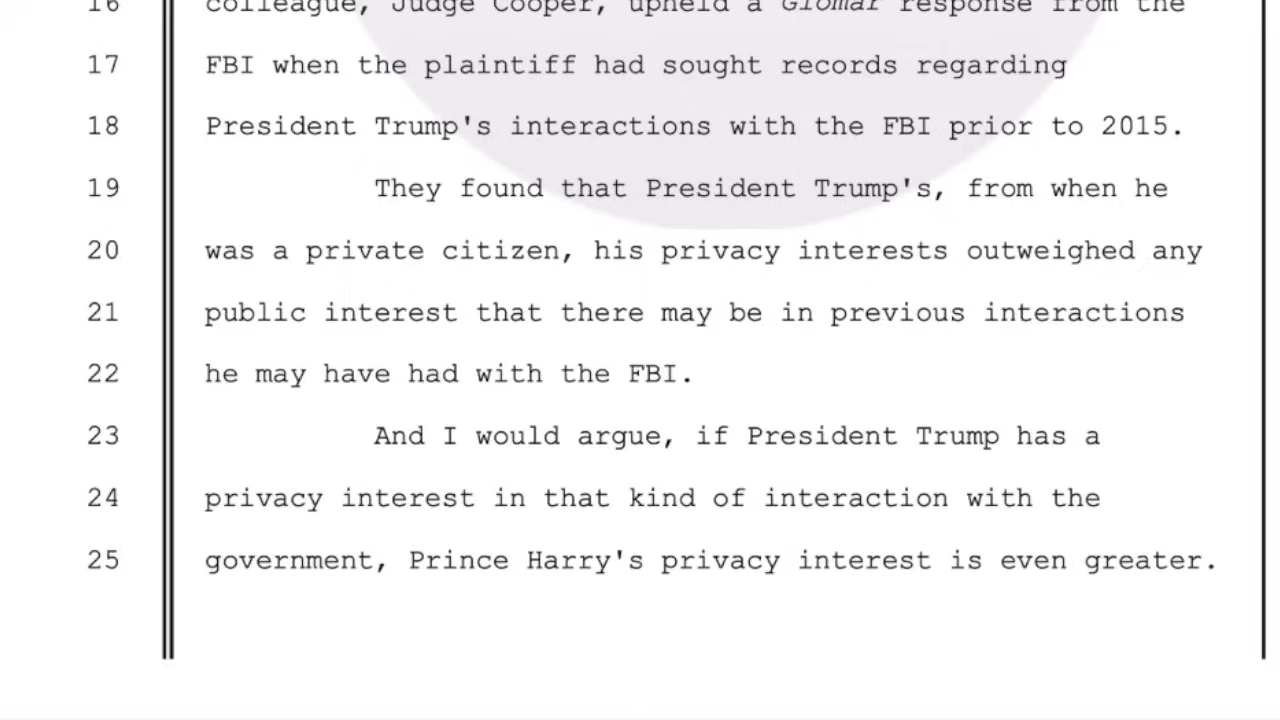 16 colleague, Judge Cooper, upheld a Glomar response from the
17 FBI when the plaintiff had sought records regarding
18 President Trump's interactions with the FBI prior to 2015.
19 They found that President Trump's, from when he
20 was a private citizen, his privacy interests outweighed any
21 public interest that there may be in previous interactions
22 he may have had with the FBI.
23 And I would argue, if President Trump has a
24 privacy interest in that kind of interaction with the
25 government, Prince Harry's privacy interest is even greater.